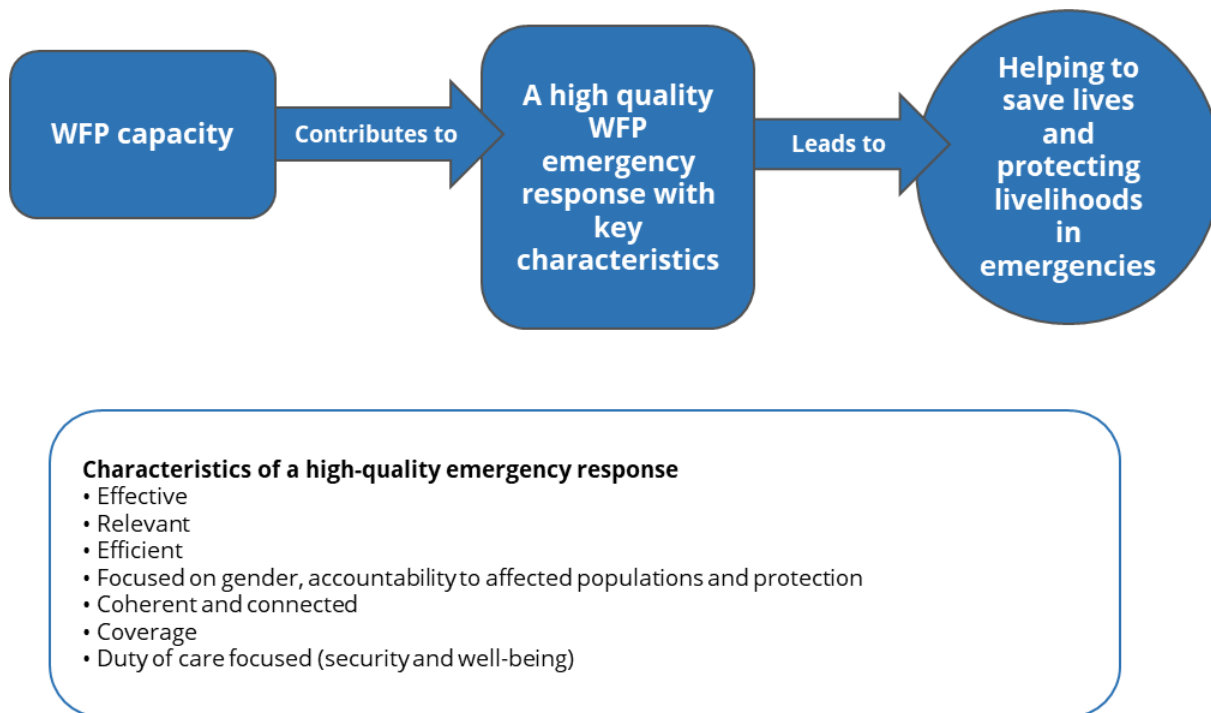 WFP capacity
Contributes to
A high quality
WFP
emergency
response with
key
characteristics
Leads to
Helping to
save lives
and
protecting
livelihoods
in
emergencies
Characteristics of a high-quality emergency response
• Effective
• Relevant
• Efficient
• Focused on gender, accountability to affected populations and protection
• Coherent and connected
• Coverage
• Duty of care focused (security and well-being)